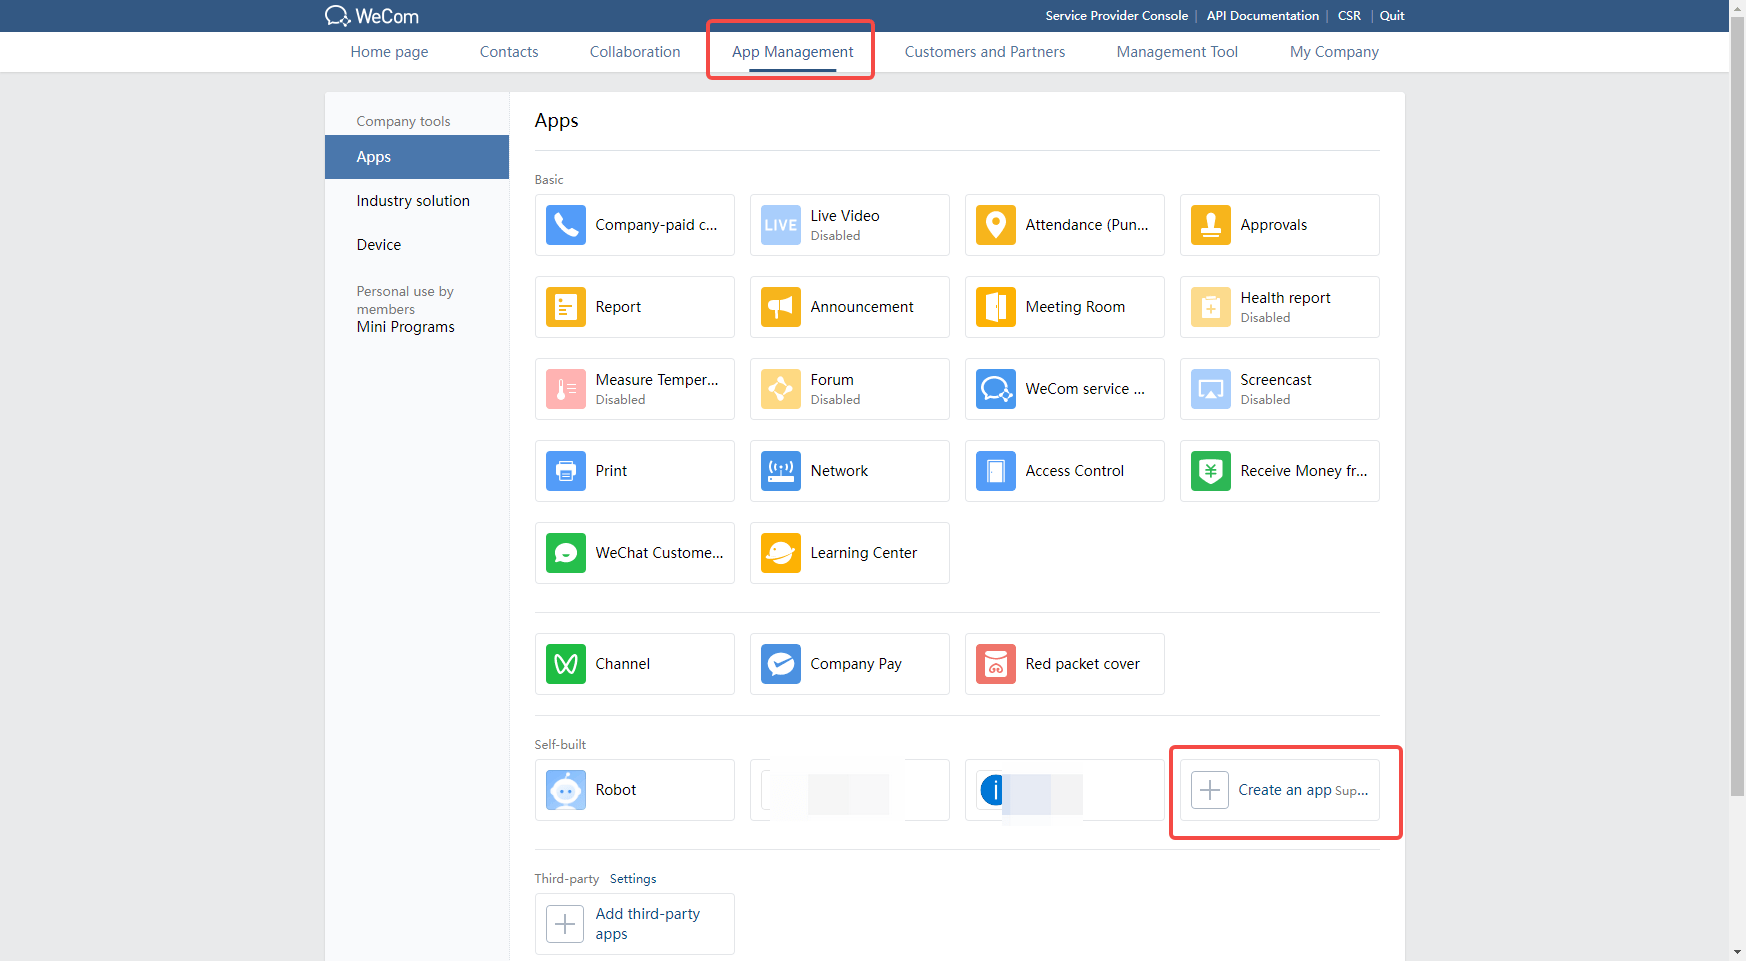 WeCom
Service Provider Console | API Documentation | CSR | Quit
Home page Contacts Collaboration App Management Customers and Partners Management Tool My Company
Company tools
Apps
Industry solution
Device
Personal use by
members
Mini Programs
Apps
Basic
Company-paid c...
LIVE
Live Video
Disabled
Attendance (Pun...
Approvals
Report
Announcement
Meeting Room
Health report
Disabled
Measure Temper...
Disabled
Forum
Disabled
WeCom service ...
Screencast
Disabled
Print
Network
Access Control
¥
Receive Money fr...
WeChat Custome...
Learning Center
Channel
Company Pay
Red packet cover
Self-built
Robot
i
Create an app Sup...
Third-party Settings
Add third-party
apps